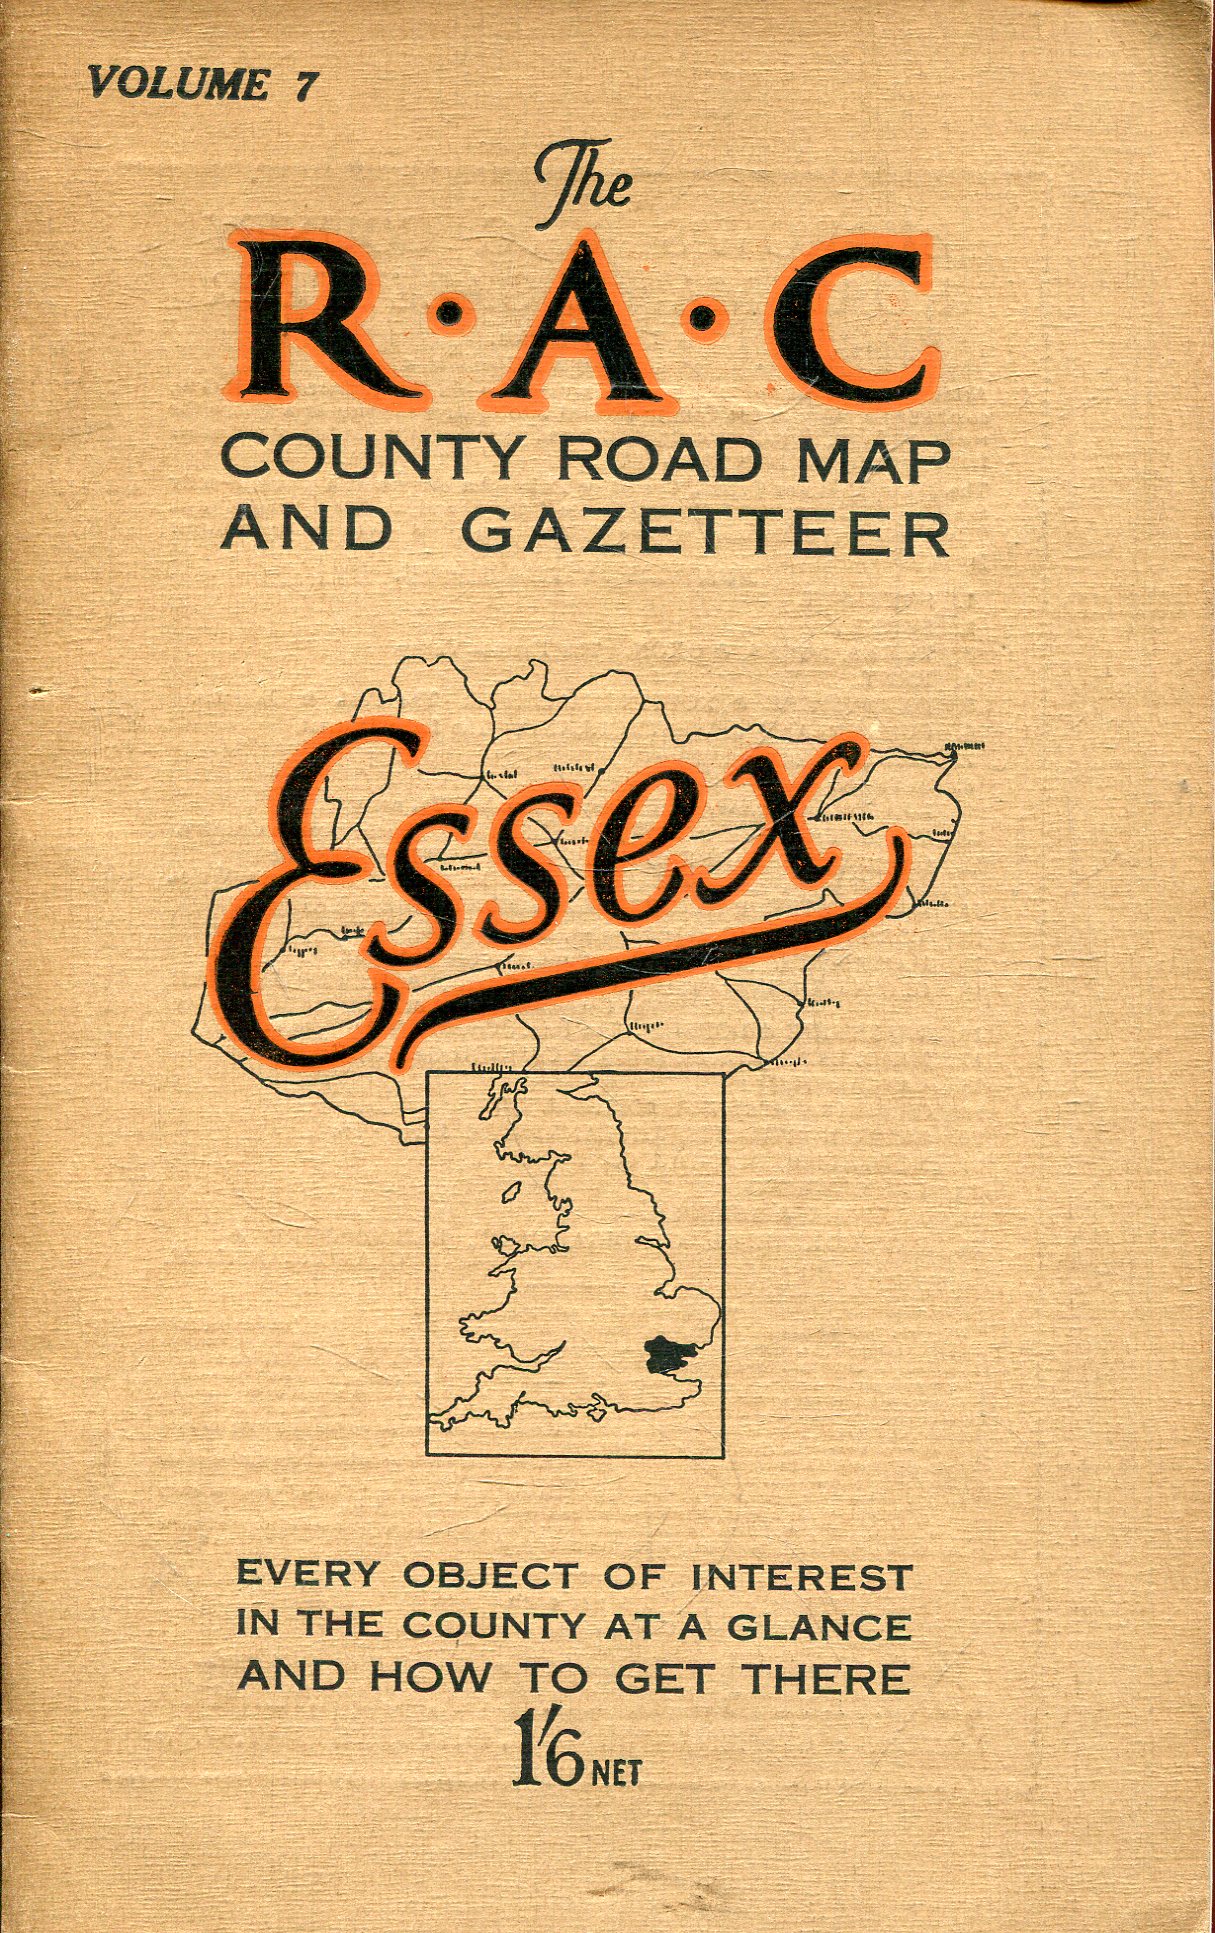 VOLUME 7
The
R·A·C
COUNTY ROAD MAP
AND GAZETTEER
Essex
EVERY OBJECT OF INTEREST
IN THE COUNTY AT A GLANCE
AND HOW TO GET THERE
1/6 NET